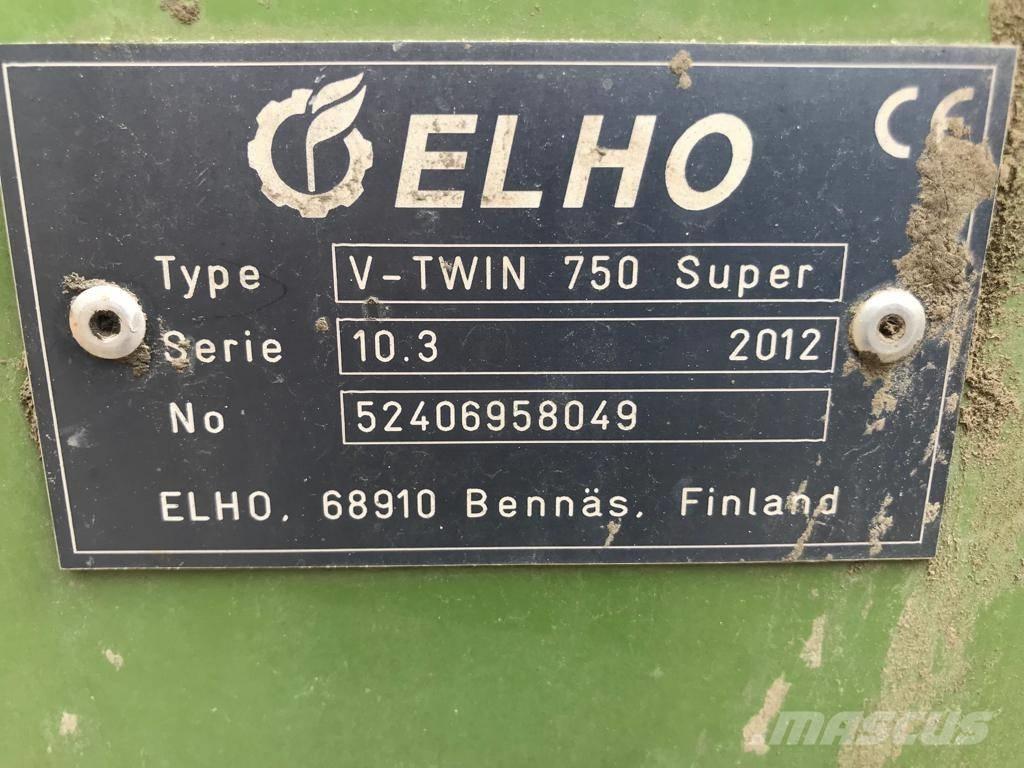 ELHO CE
Type V-TWIN 750 Super
Serie 10.3 2012
No 52406958049
ELHO, 68910 Bennäs, Finland
MASCUS